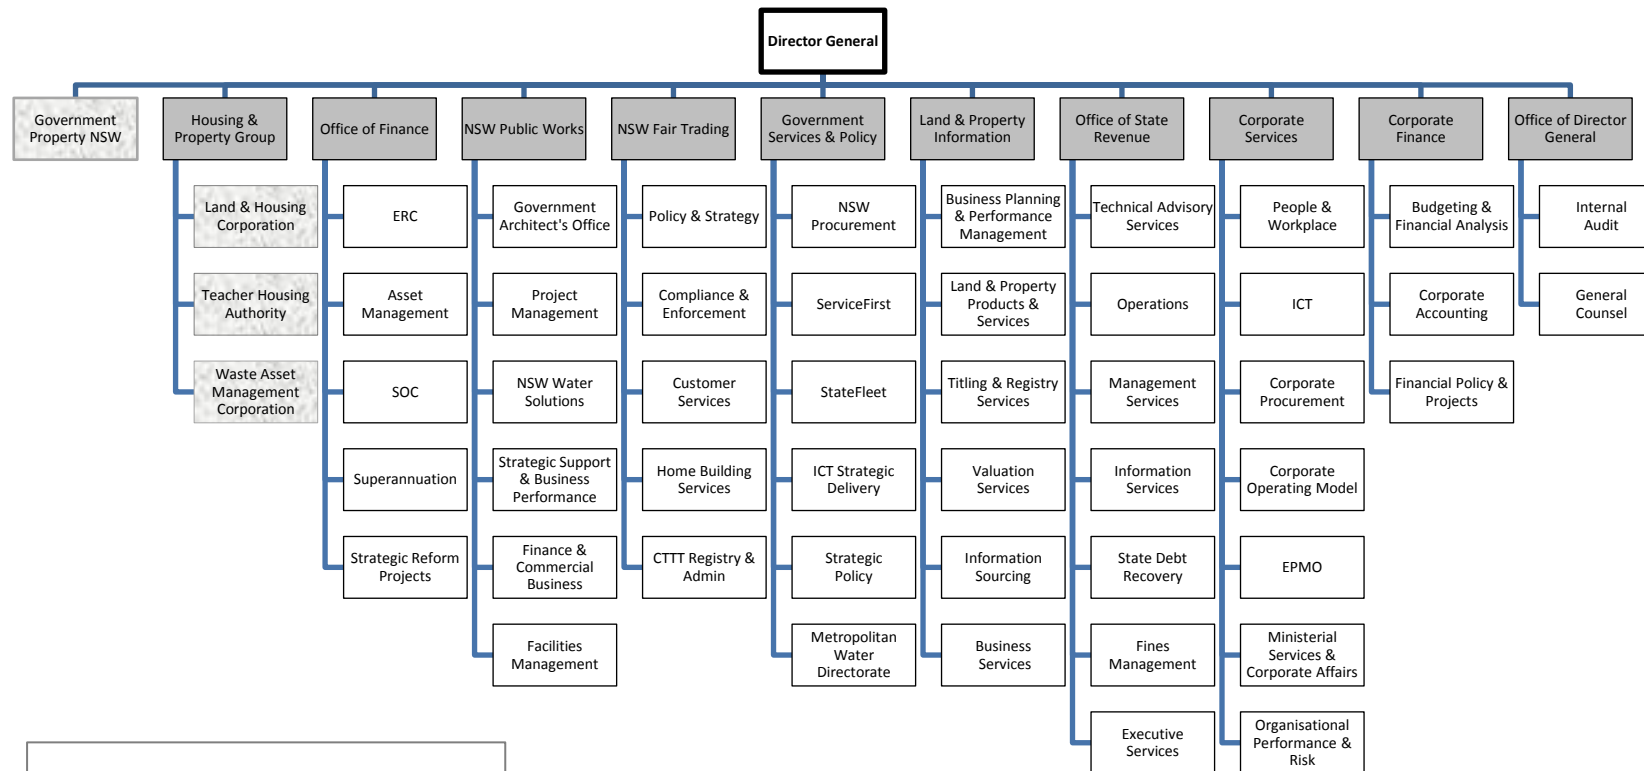 Director General
Government
Property NSW
Housing &
Property Group
Office of Finance
NSW Public Works
NSW Fair Trading
Government
Services & Policy
Land & Property
Information
Office of State
Revenue
Corporate
Services
Corporate
Finance
Office of Director
General
Land & Housing
Corporation
Teacher Housing
Authority
Waste Asset
Management
Corporation
ERC
Asset
Management
SOC
Superannuation
Strategic Reform
Projects
Government
Architect's Office
Project
Management
NSW Water
Solutions
Strategic Support
& Business
Performance
Finance &
Commercial
Business
Facilities
Management
Policy & Strategy
Compliance &
Enforcement
Customer
Services
Home Building
Services
CTTT Registry &
Admin
NSW
Procurement
ServiceFirst
StateFleet
ICT Strategic
Delivery
Strategic
Policy
Metropolitan
Water
Directorate
Business Planning
& Performance
Management
Land & Property
Products &
Services
Titling & Registry
Services
Valuation
Services
Information
Sourcing
Business
Services
Technical Advisory
Services
Operations
Management
Services
Information
Services
State Debt
Recovery
Fines
Management
Executive
Services
People &
Workplace
ICT
Corporate
Procurement
Corporate
Operating Model
EPMO
Ministerial
Services &
Corporate Affairs
Organisational
Performance &
Risk
Budgeting &
Financial Analysis
Corporate
Accounting
Financial Policy &
Projects
Internal
Audit
General
Counsel